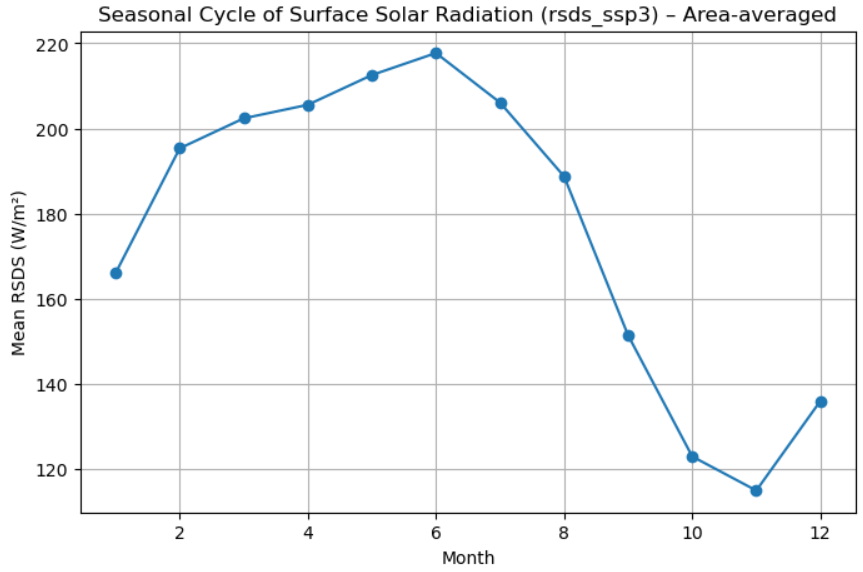 Seasonal Cycle of Surface Solar Radiation (rsds_ssp3) – Area-averaged
Mean RSDS (W/m²)
220
200
180
160
140
120
2 4 6 8 10 12
Month